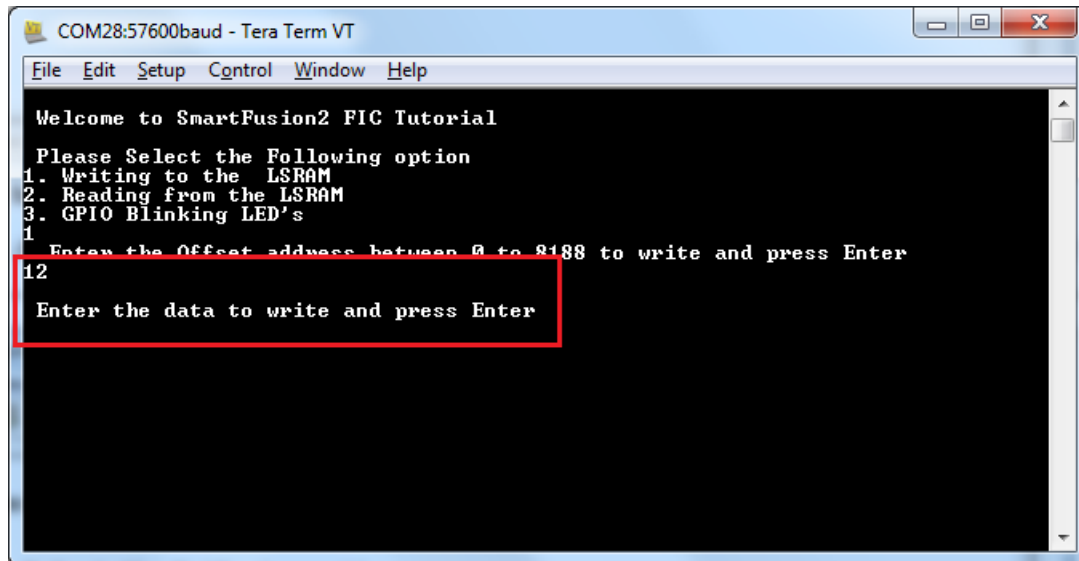 COM28:57600baud - Tera Term VT
File Edit Setup Control Window Help
Welcome to SmartFusion2 FIC Tutorial
Please Select the Following option
1. Writing to the LSRAM
2. Reading from the LSRAM
3. GPIO Blinking LED's
1
Enter the Offset address between 0 to 8188 to write and press Enter
12
Enter the data to write and press Enter